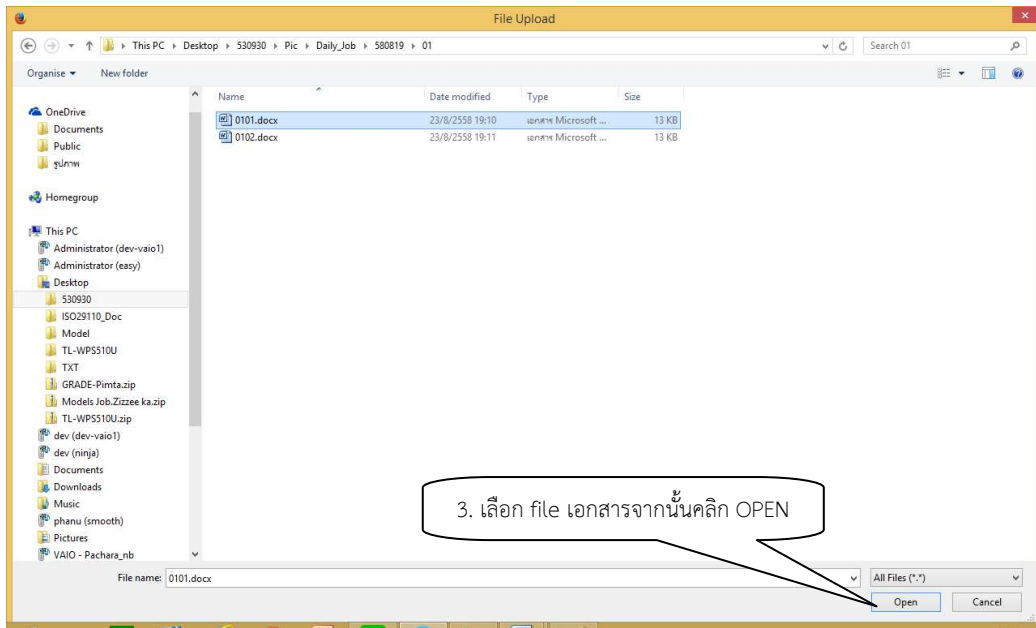 File Upload
This PC Desktop 530930 Pic Daily_Job 580819 01
Search 01
Organise New folder
Name Date modified Type Size
0101.docx 23/8/2558 19:10 เอกสาร Microsoft ... 13 KB
0102.docx 23/8/2558 19:11 เอกสาร Microsoft ... 13 KB
OneDrive
Documents
Public
รูปภาพ
Homegroup
This PC
Administrator (dev-vaio1)
Administrator (easy)
Desktop
530930
ISO29110_Doc
Model
TL-WPS510U
TXT
GRADE-Pimta.zip
Models Job.Zizzee ka.zip
TL-WPS510U.zip
dev (dev-vaio1)
dev (ninja)
Documents
Downloads
Music
phanu (smooth)
Pictures
VAIO - Pachara_nb
3. เลือก file เอกสารจากนั้นคลิก OPEN
File name: 0101.docx
All Files (*.*)
Open Cancel